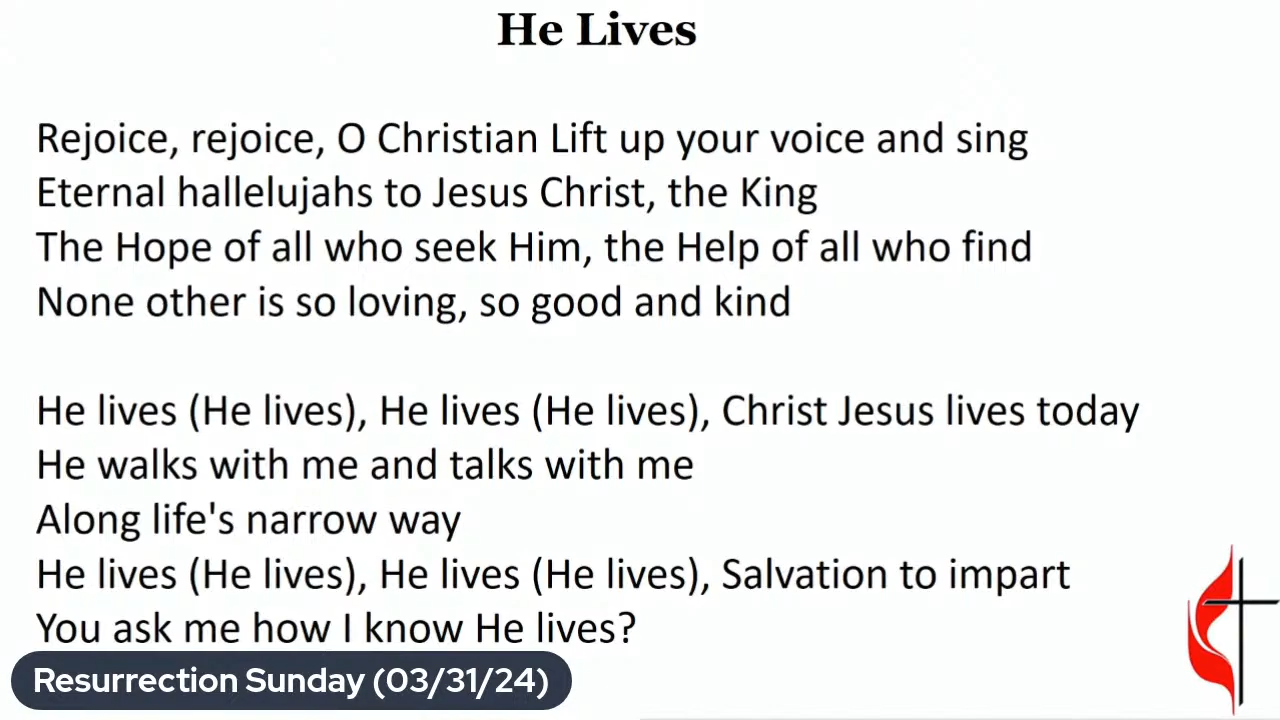 He Lives
Rejoice, rejoice, O Christian Lift up your voice and sing
Eternal hallelujahs to Jesus Christ, the King
The Hope of all who seek Him, the Help of all who find
None other is so loving, so good and kind
He lives (He lives), He lives (He lives), Christ Jesus lives today
He walks with me and talks with me
Along life's narrow way
He lives (He lives), He lives (He lives), Salvation to impart
You ask me how I know He lives?
Resurrection Sunday (03/31/24)